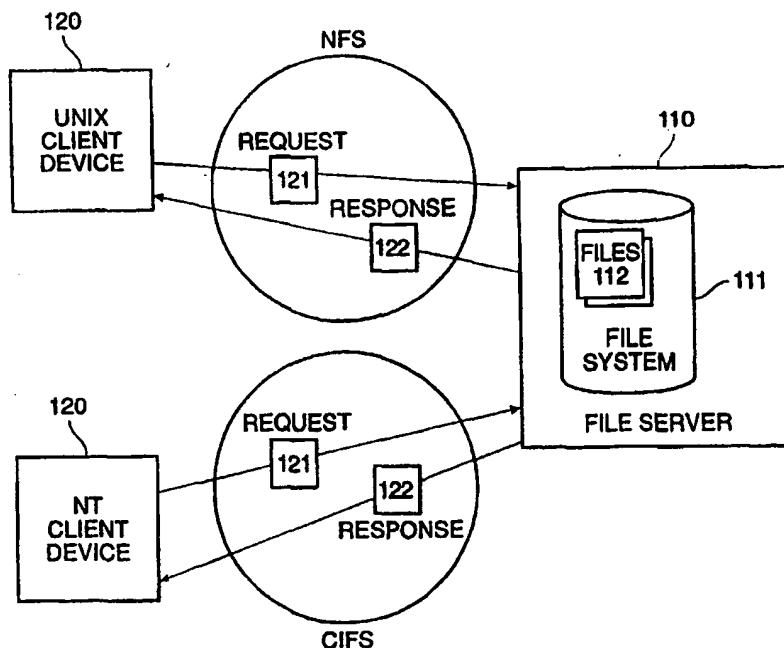 120
NFS
UNIX
CLIENT
DEVICE
REQUEST
121
RESPONSE
122
110
FILES
112
111
FILE
SYSTEM
FILE SERVER
120
NT
CLIENT
DEVICE
REQUEST
121
122
RESPONSE
CIFS